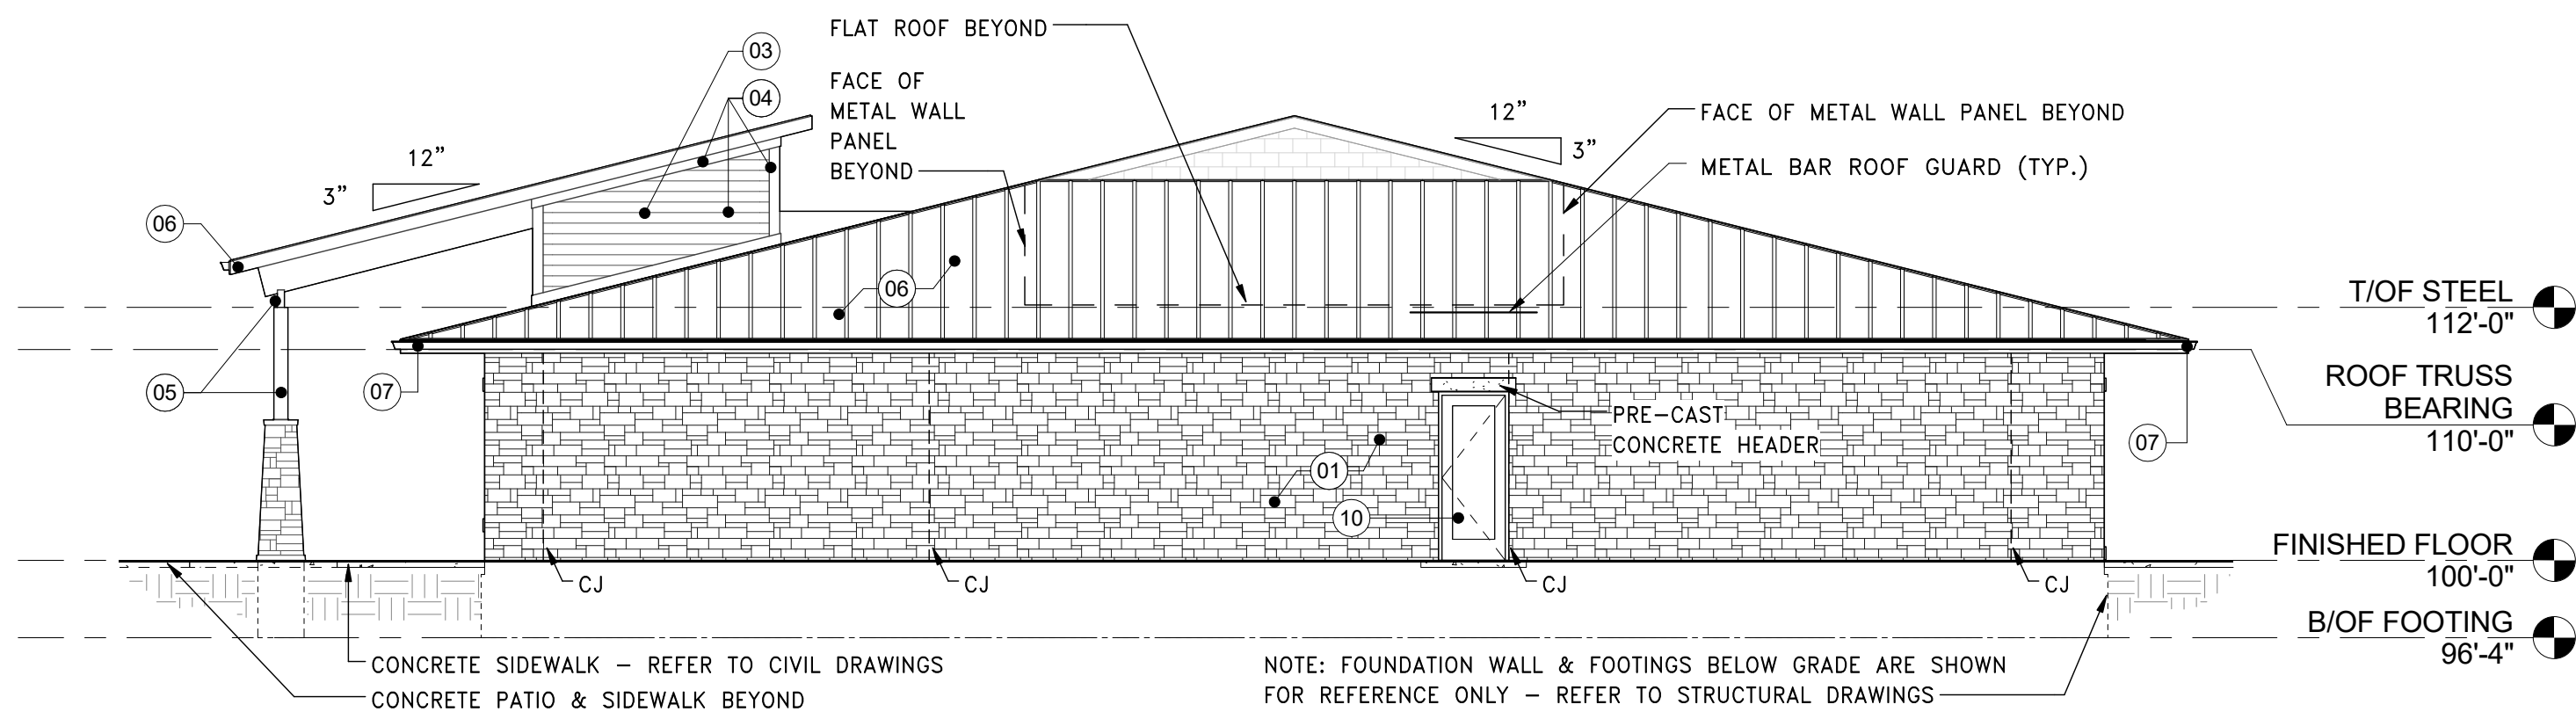 FLAT ROOF BEYOND
03
FACE OF
METAL WALL
PANEL
BEYOND
04
12”
3”
12”
3”
FACE OF METAL WALL PANEL BEYOND
METAL BAR ROOF GUARD (TYP.)
06
06
T/OF STEEL
112'-0"
05
07
ROOF TRUSS
BEARING
110'-0"
PRE-CAST
CONCRETE HEADER
07
01
10
FINISHED FLOOR
100'-0"
CJ
CJ
CJ
CJ
B/OF FOOTING
96'-4"
CONCRETE SIDEWALK – REFER TO CIVIL DRAWINGS
CONCRETE PATIO & SIDEWALK BEYOND
NOTE: FOUNDATION WALL & FOOTINGS BELOW GRADE ARE SHOWN
FOR REFERENCE ONLY – REFER TO STRUCTURAL DRAWINGS